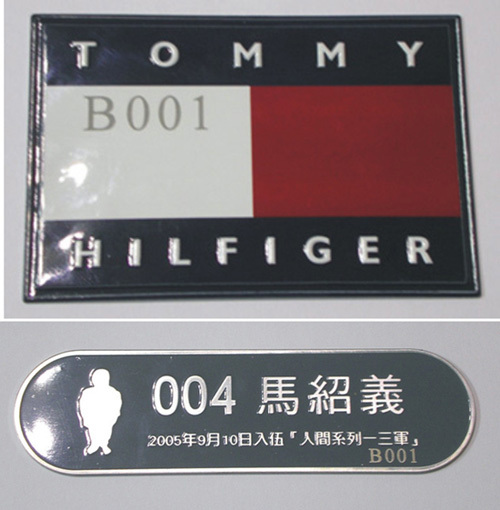 TOMMY
B001
HILFIGER
004 馬紹義
2005年9月10日入伍『人間系列一三軍』
B001